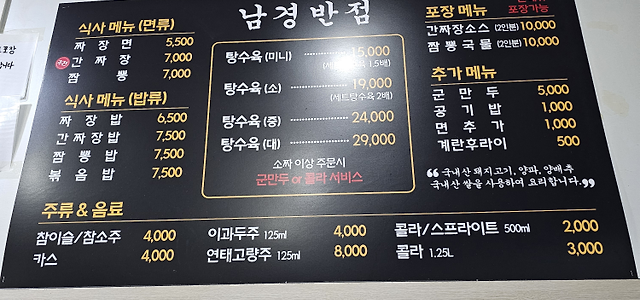 남경반점
식사 메뉴 (면류)
짜장면 5,500
간짜장 7,000
짬뽕 7,000
식사 메뉴 (밥류)
짜장밥 6,500
간짜장밥 7,500
짬뽕밥 7,500
볶음밥 7,500
탕수육 (미니) 15,000
1.5배)
탕수육 (소) 19,000
(세트탕수육 2배)
탕수육 (중) 24,000
탕수육 (대) 29,000
소짜 이상 주문시
군만두 or 콜라 서비스
포장 메뉴
포장가능
간짜장소스 (2인분) 10,000
짬뽕국물 (2인분) 10,000
추가 메뉴
군만두 5,000
공기밥 1,000
면추가 1,000
계란후라이 500
“국내산 돼지고기, 양파, 양배추
국내산 쌀을 사용하여 요리합니다.”
주류 & 음료
참이슬/참소주 4,000
카스 4,000
이과두주 125ml 4,000
연태고량주 125ml 8,000
콜라/스프라이트 500ml 2,000
콜라 1.25L 3,000